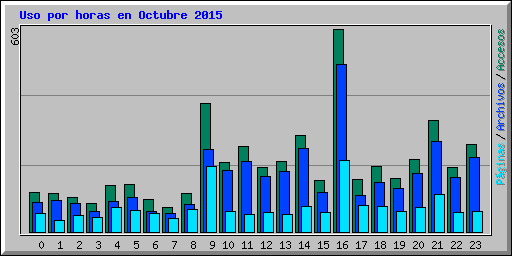 Uso por horas en Octubre 2015
603
Páginas / Archivos / Accesos
0 1 2 3 4 5 6 7 8 9 10 11 12 13 14 15 16 17 18 19 20 21 22 23